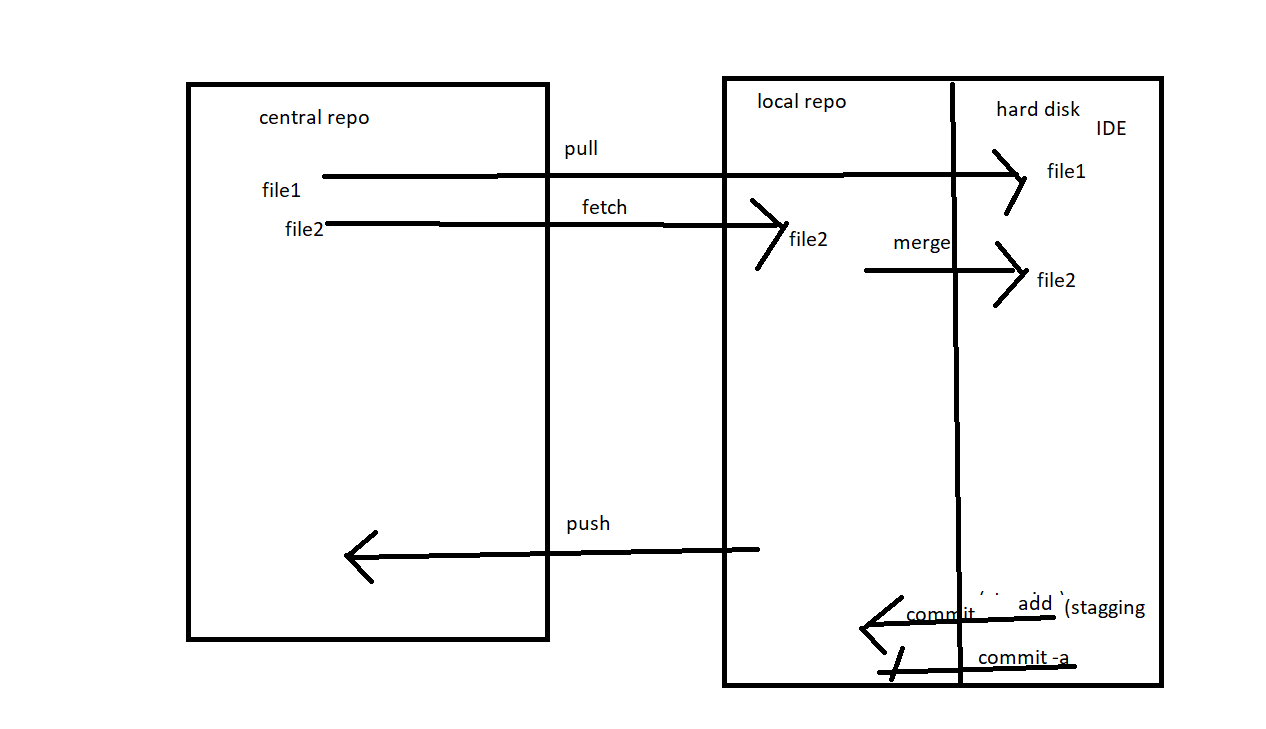 central repo
local repo
hard disk
IDE
pull
file1
file1
fetch
file2
file2
merge
file2
push
commit
add
(stagging
commit -a